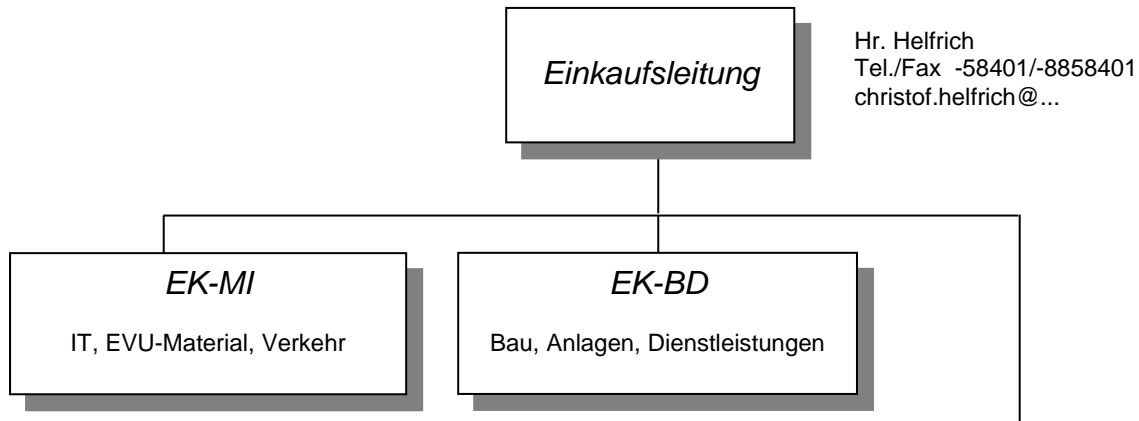 Einkaufsleitung
Hr. Helfrich
Tel./Fax -58401/-8858401
christof.helfrich@...
EK-MI
IT, EVU-Material, Verkehr
EK-BD
Bau, Anlagen, Dienstleistungen